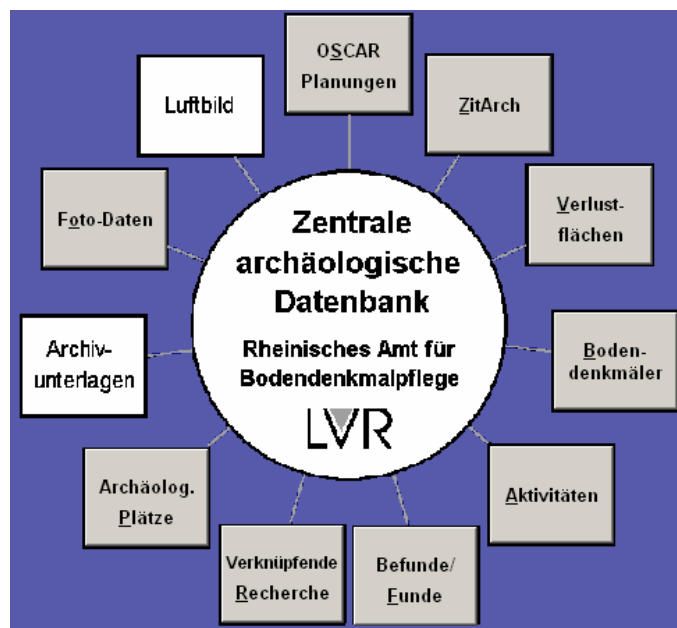 OSCAR
Planungen
Luftbild
ZitArch
Foto-Daten
Verlust-
flächen
Zentrale
archäologische
Datenbank
Rheinisches Amt für
Bodendenkmalpflege
LVR
Archiv-
unterlagen
Boden-
denkmäler
Archäolog.
Plätze
Aktivitäten
Verknüpfende
Recherche
Befunde/
Funde